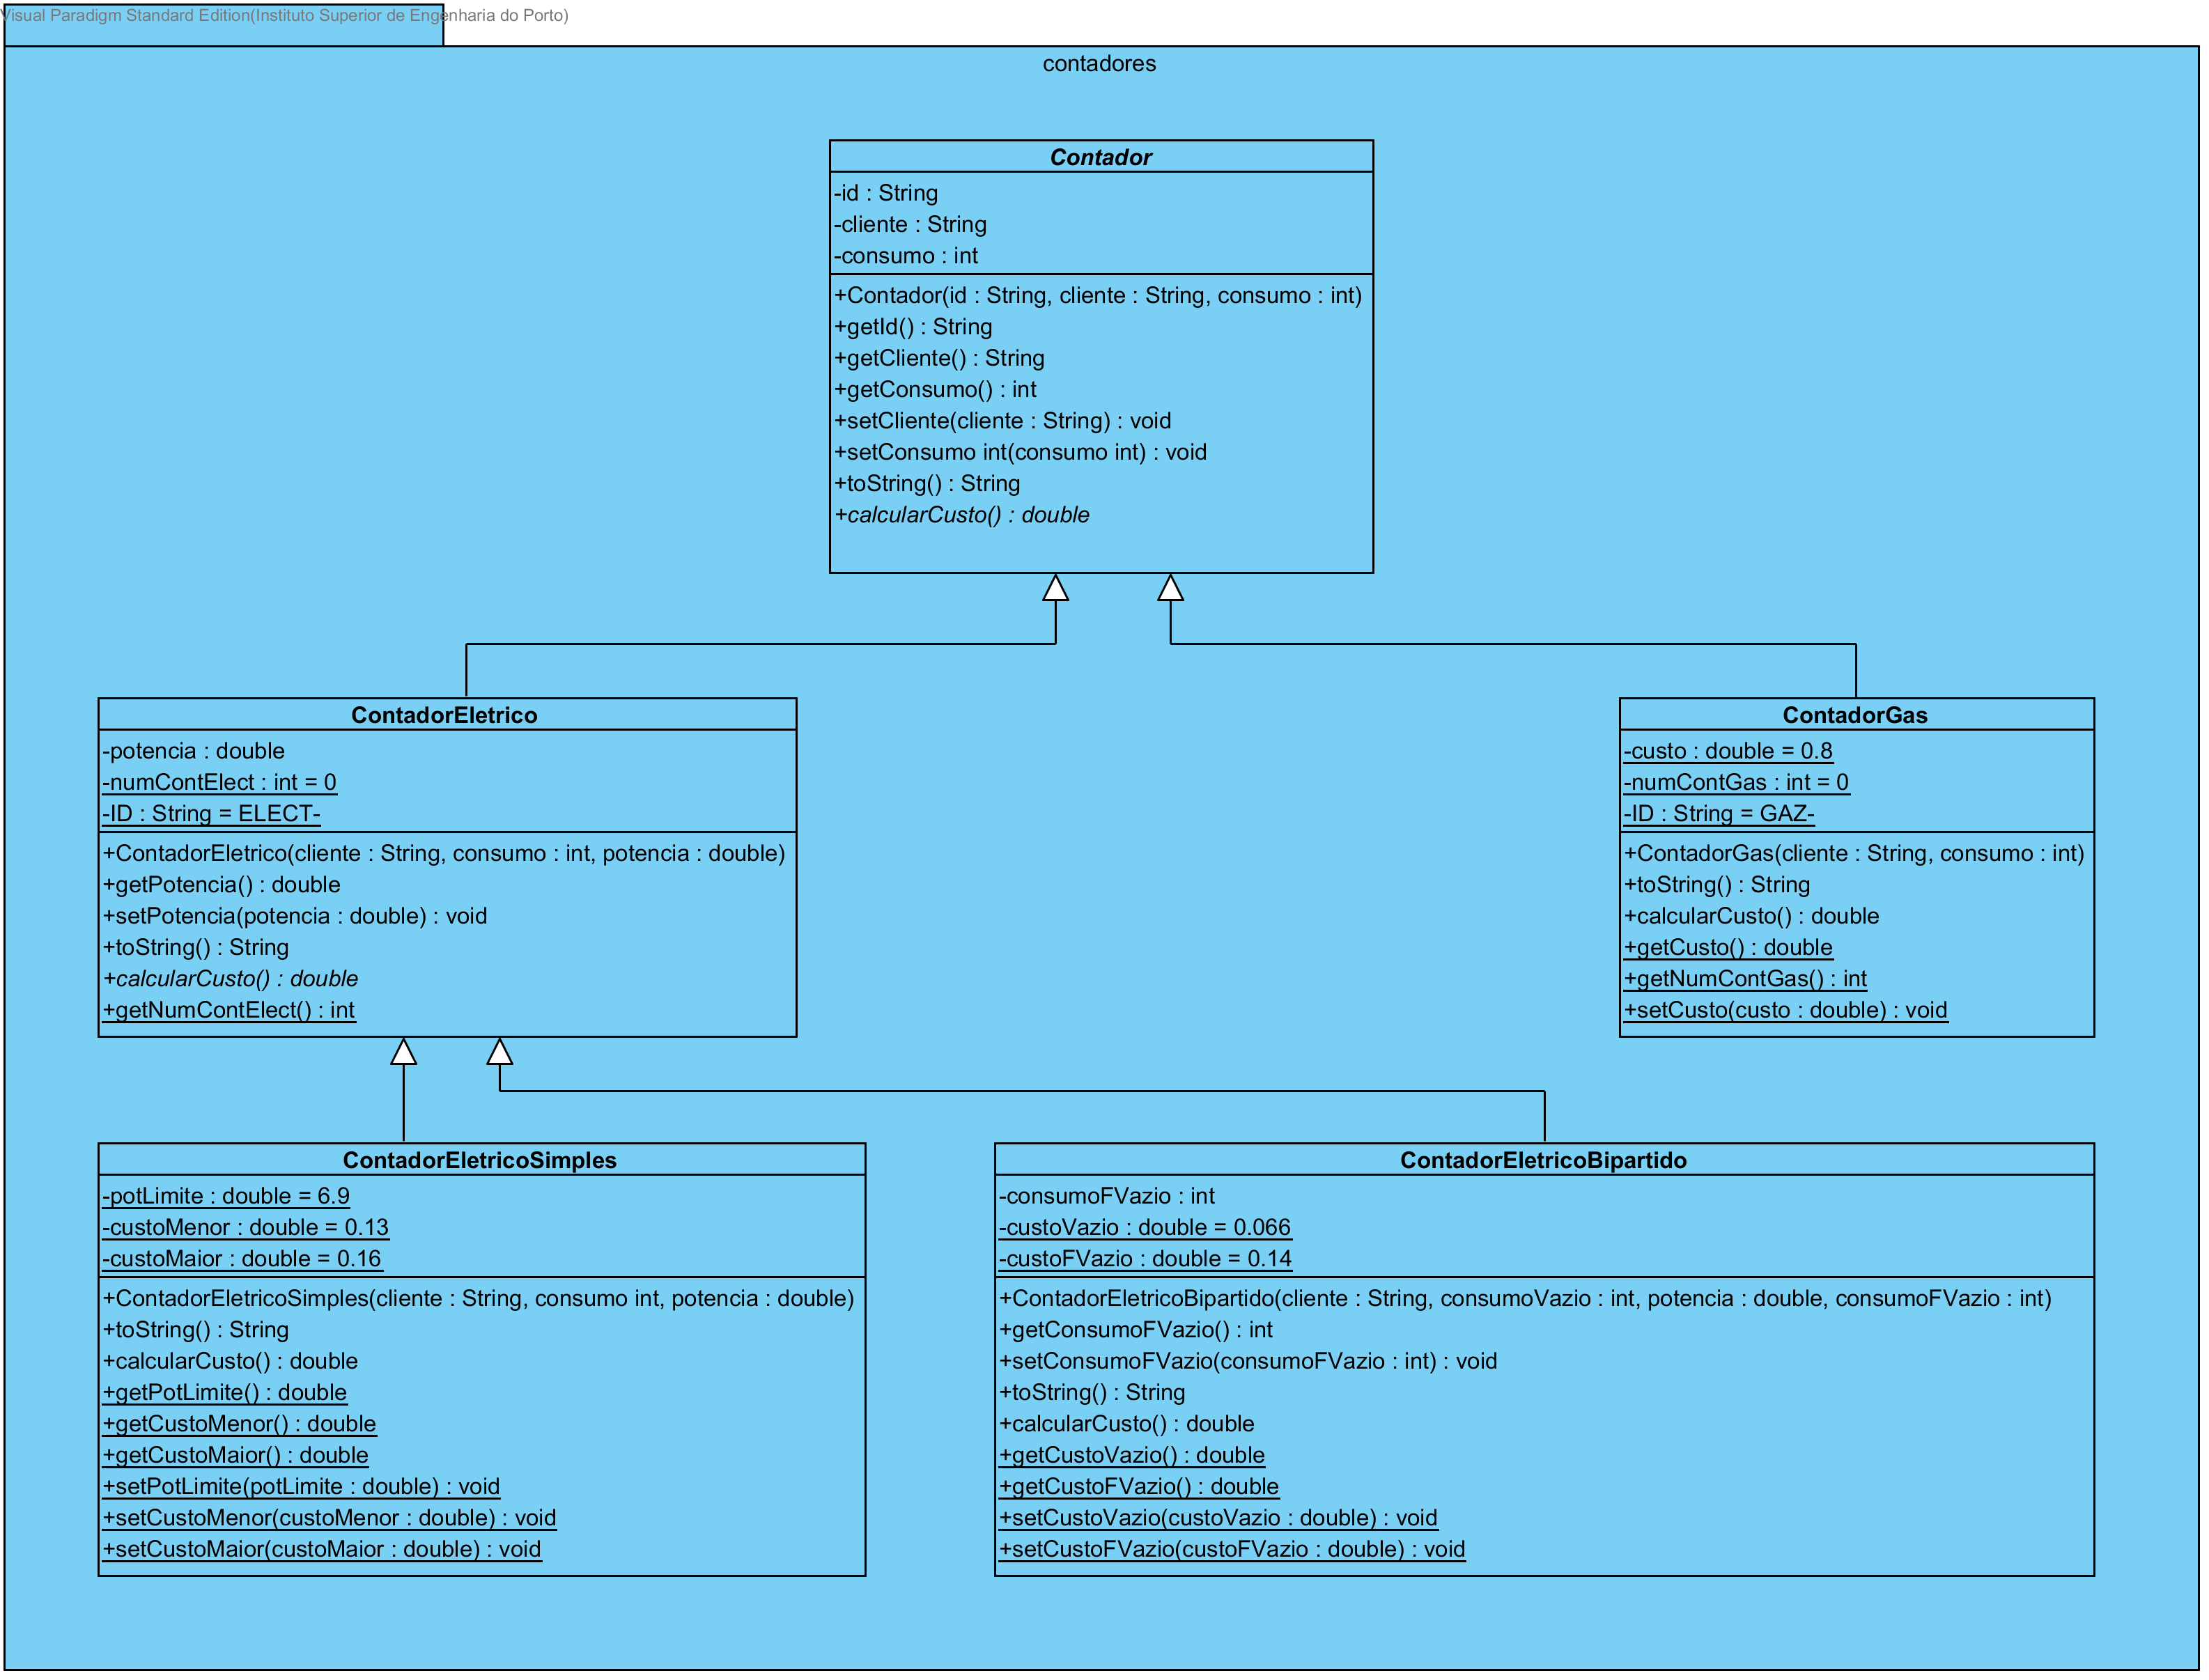 Visual Paradigm Standard Edition(Instituto Superior de Engenharia do Porto)
contadores
Contador
-id : String
-cliente : String
-consumo : int
+Contador(id : String, cliente : String, consumo : int)
+getId() : String
+getCliente() : String
+getConsumo() : int
+setCliente(cliente : String) : void
+setConsumo int(consumo int) : void
+toString() : String
+calcularCusto() : double
ContadorEletrico
-potencia : double
-numContElect : int = 0
-ID : String = ELECT-
+ContadorEletrico(cliente : String, consumo : int, potencia : double)
+getPotencia() : double
+setPotencia(potencia : double) : void
+toString() : String
+calcularCusto() : double
+getNumContElect() : int
ContadorGas
-custo : double = 0.8
-numContGas : int = 0
-ID : String = GAZ-
+ContadorGas(cliente : String, consumo : int)
+toString() : String
+calcularCusto() : double
+getCusto() : double
+getNumContGas() : int
+setCusto(custo : double) : void
ContadorEletricoSimples
-potLimite : double = 6.9
-custoMenor : double = 0.13
-custoMaior : double = 0.16
+ContadorEletricoSimples(cliente : String, consumo int, potencia : double)
+toString() : String
+calcularCusto() : double
+getPotLimite() : double
+getCustoMenor() : double
+getCustoMaior() : double
+setPotLimite(potLimite : double) : void
+setCustoMenor(custoMenor : double) : void
+setCustoMaior(custoMaior : double) : void
ContadorEletricoBipartido
-consumoFVazio : int
-custoVazio : double = 0.066
-custoFVazio : double = 0.14
+ContadorEletricoBipartido(cliente : String, consumoVazio : int, potencia : double, consumoFVazio : int)
+getConsumoFVazio() : int
+setConsumoFVazio(consumoFVazio : int) : void
+toString() : String
+calcularCusto() : double
+getCustoVazio() : double
+getCustoFVazio() : double
+setCustoVazio(custoVazio : double) : void
+setCustoFVazio(custoFVazio : double) : void